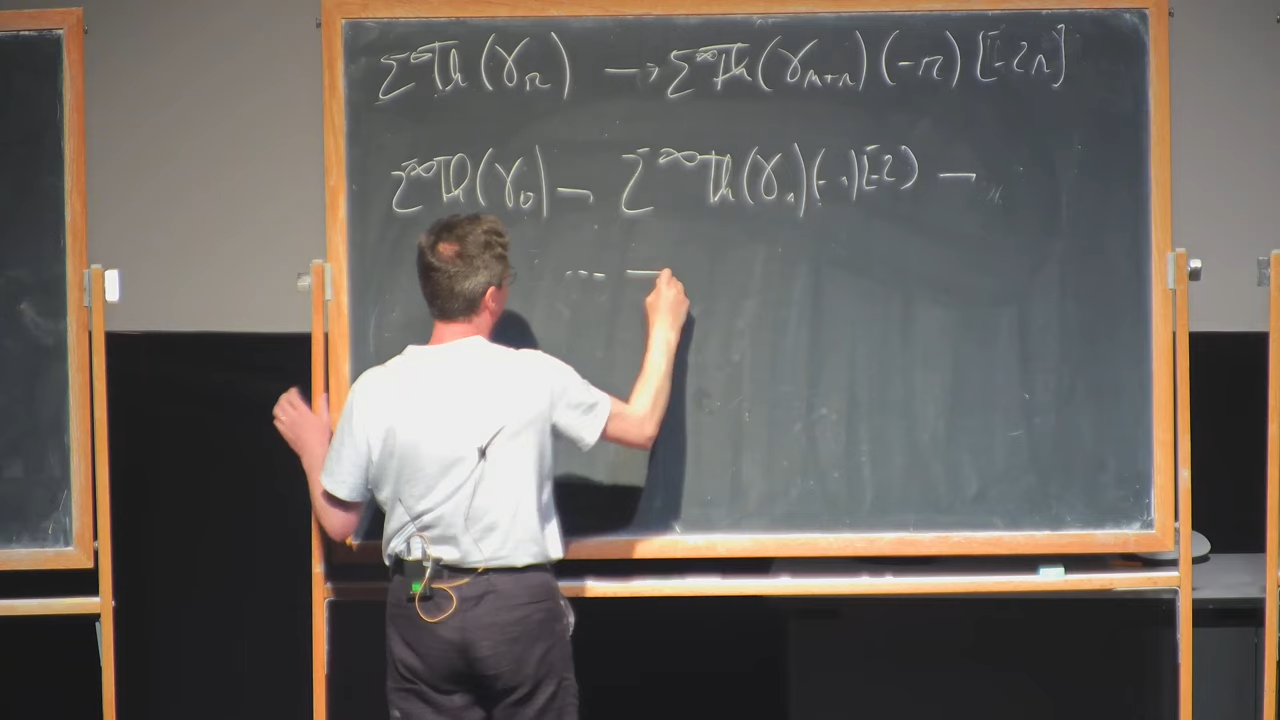 Σ^∞Th(γ_n) → Σ^∞Th(γ_{m+n})(-n)[-2n]
Σ^∞Th(γ_0) — Σ^∞Th(γ_1)(-1)[-2) —
... —